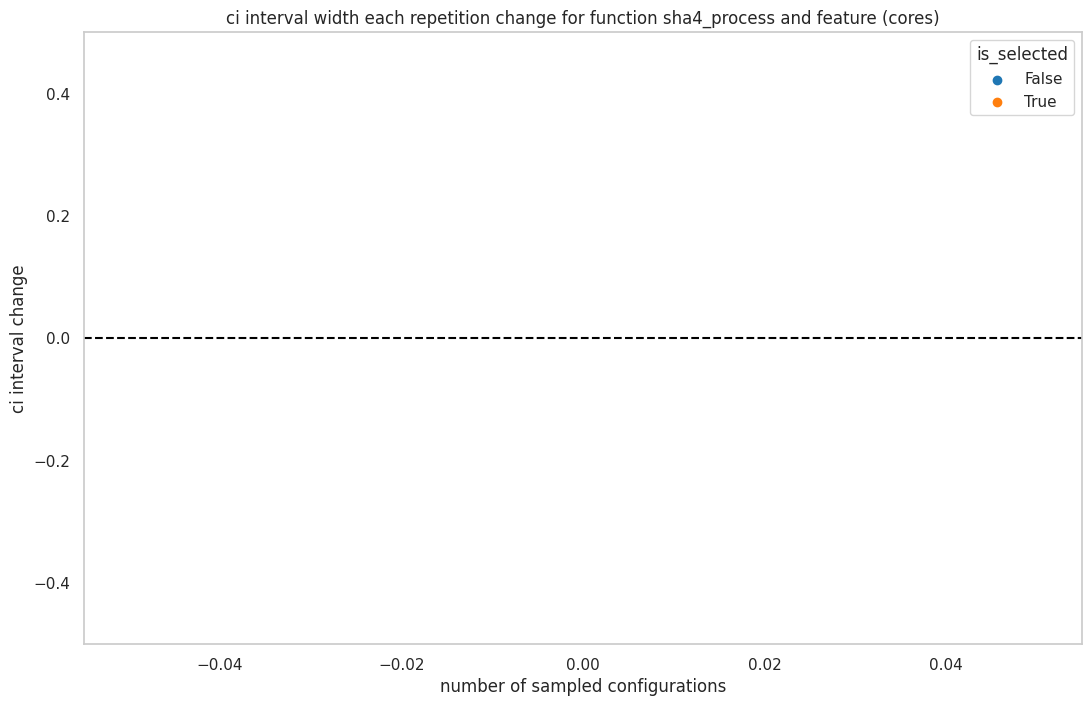 ci interval width each repetition change for function sha4_process and feature (cores)
is_selected
False
True
0.4
0.2
0.0
−0.2
−0.4
ci interval change
−0.04
−0.02
0.00
0.02
0.04
number of sampled configurations